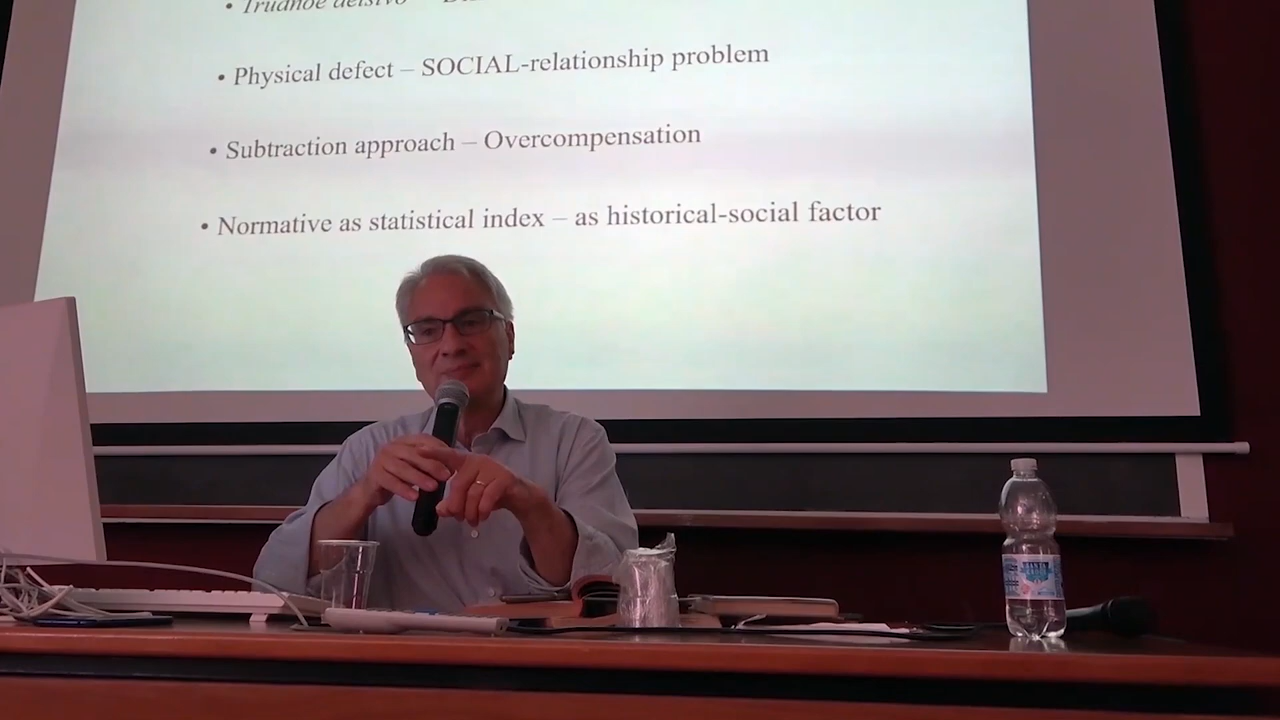 • Physical defect – SOCIAL-relationship problem
• Subtraction approach – Overcompensation
• Normative as statistical index – as historical-social factor